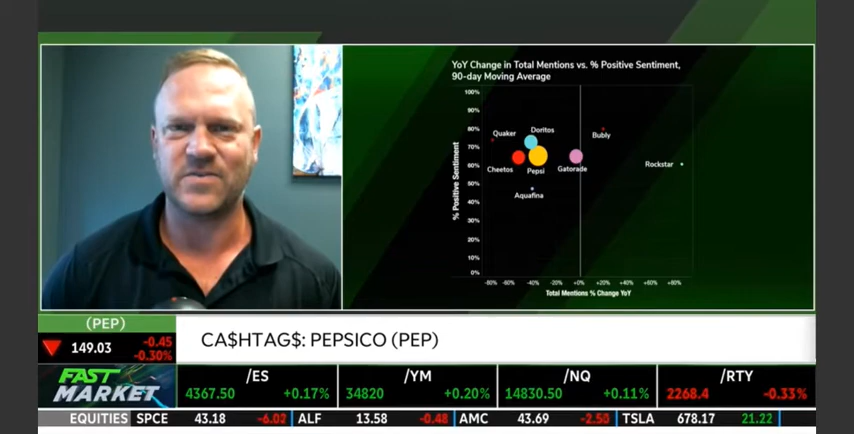 YoY Change in Total Mentions vs. % Positive Sentiment,
90-day Moving Average
100%
90%
80%
70%
60%
50%
40%
30%
20%
10%
0%
% Positive Sentiment
Quaker
Doritos
Bubly
Cheetos
Pepsi
Gatorade
Rockstar
Aquafina
-80% -60% -40% -20% +0% +20% +40% +60% +80%
Total Mentions % Change YoY
(PEP)
149.03
-0.45
-0.30%
CA$HTAG$: PEPSICO (PEP)
FAST
MARKET
/ES
4367.50 +0.17%
/YM
34820 +0.20%
/NQ
14830.50 +0.11%
/RTY
2268.4 -0.33%
EQUITIES SPCE 43.18 -6.02 ALF 13.58 -0.48 AMC 43.69 -2.50 TSLA 678.17 21.22